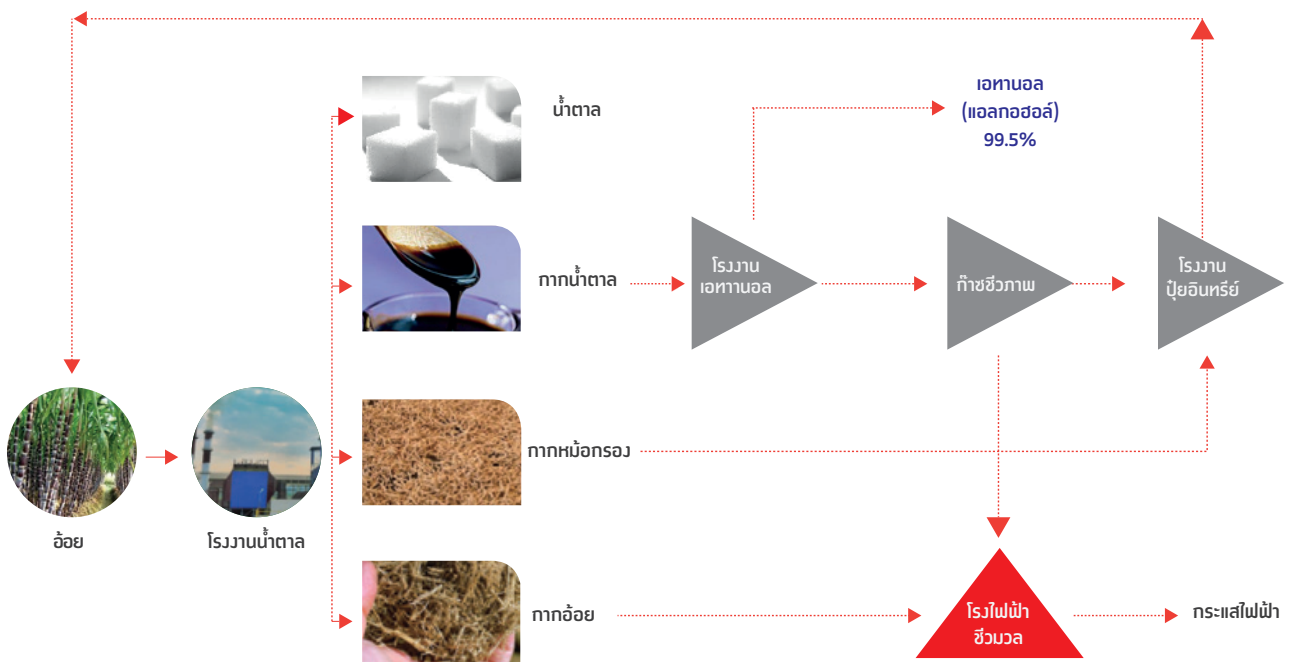 น้ำตาล
เอทานอล
(แอลกอฮอล์)
99.5%
กากน้ำตาล
โรงงาน
เอทานอล
ก๊าซชีวภาพ
โรงงาน
ปุ๋ยอินทรีย์
กากหม้อกรอง
อ้อย
โรงงานน้ำตาล
กากอ้อย
โรงไฟฟ้า
ชีวมวล
กระแสไฟฟ้า